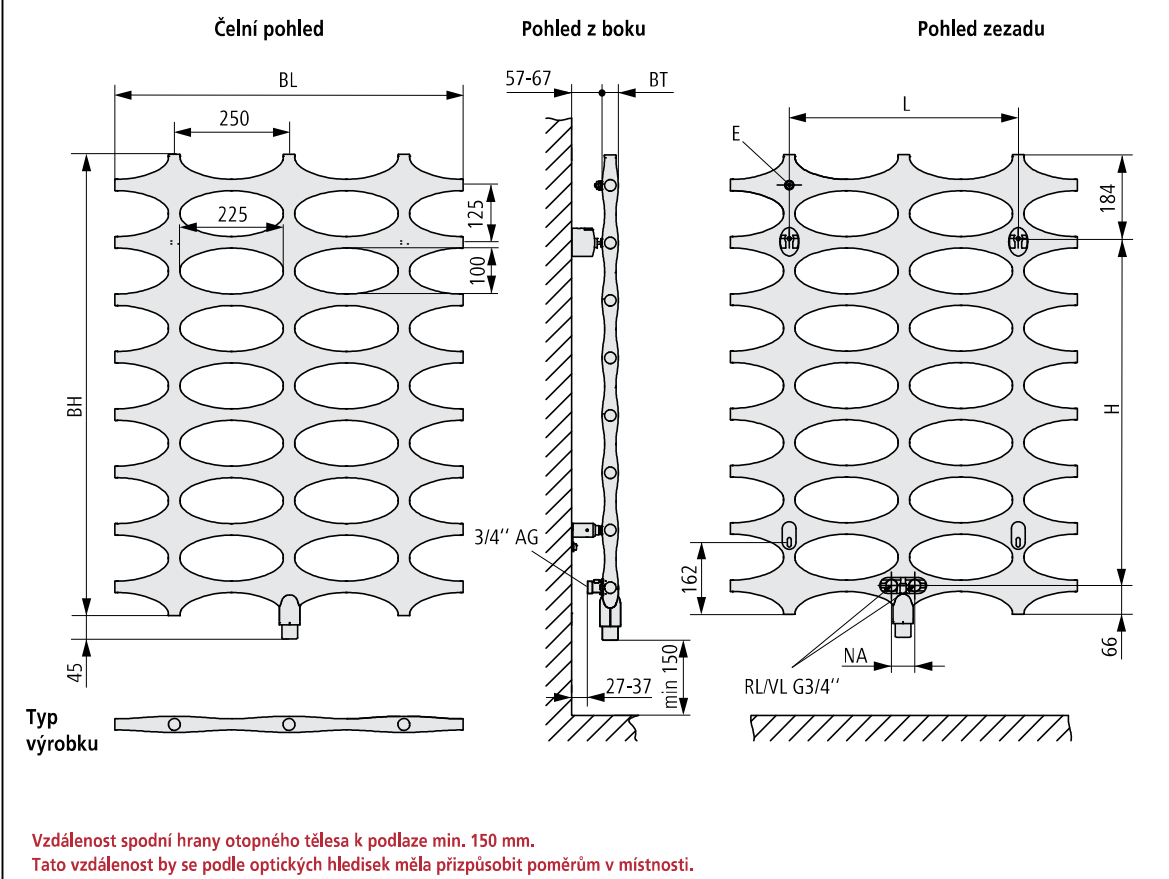 Čelní pohled
Pohled z boku
Pohled zezadu
BL
250
57-67
BT
L
E
125
225
100
184
BH
H
3/4‘‘ AG
162
45
27-37
min 150
NA
RL/VL G3/4‘‘
66
Typ
výrobku
Vzdálenost spodní hrany otopného tělesa k podlaze min. 150 mm.
Tato vzdálenost by se podle optických hledisek měla přizpůsobit poměrům v místnosti.